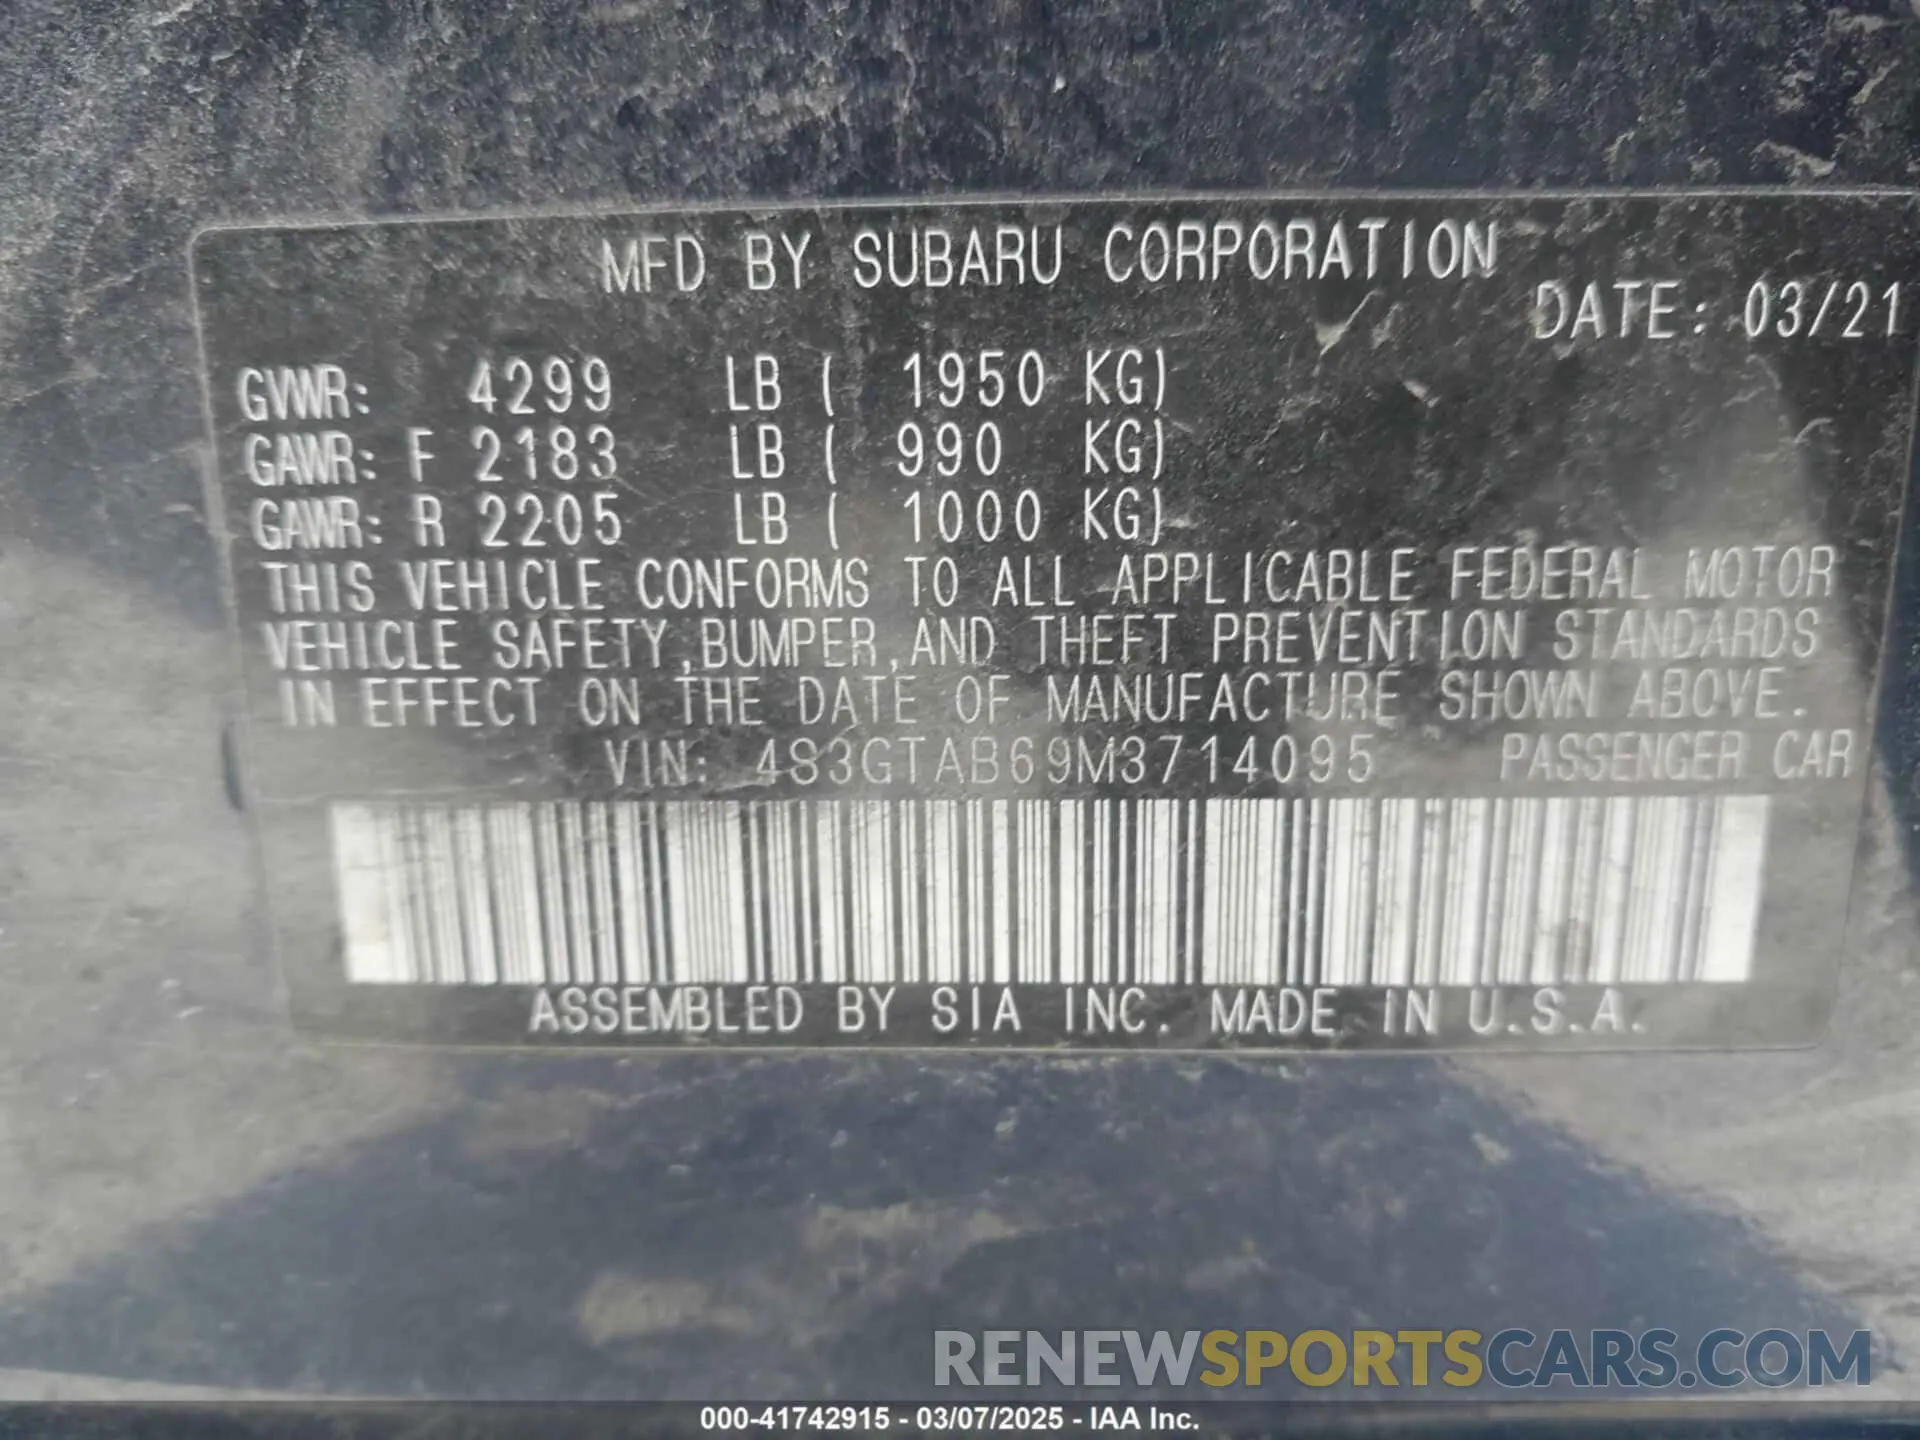 MFD BY SUBARU CORPORATION
DATE: 03/21
GVWR: 4299 LB ( 1950 KG)
GAWR: F 2183 LB ( 990 KG)
GAWR: R 2205 LB ( 1000 KG)
THIS VEHICLE CONFORMS TO ALL APPLICABLE FEDERAL MOTOR
VEHICLE SAFETY,BUMPER,AND THEFT PREVENTION STANDARDS
IN EFFECT ON THE DATE OF MANUFACTURE SHOWN ABOVE.
VIN: 4S3GTAB69M3714095 PASSENGER CAR
ASSEMBLED BY SIA INC. MADE IN U.S.A.
RENEWSPORTSCARS.COM
000-41742915 - 03/07/2025 - IAA Inc.